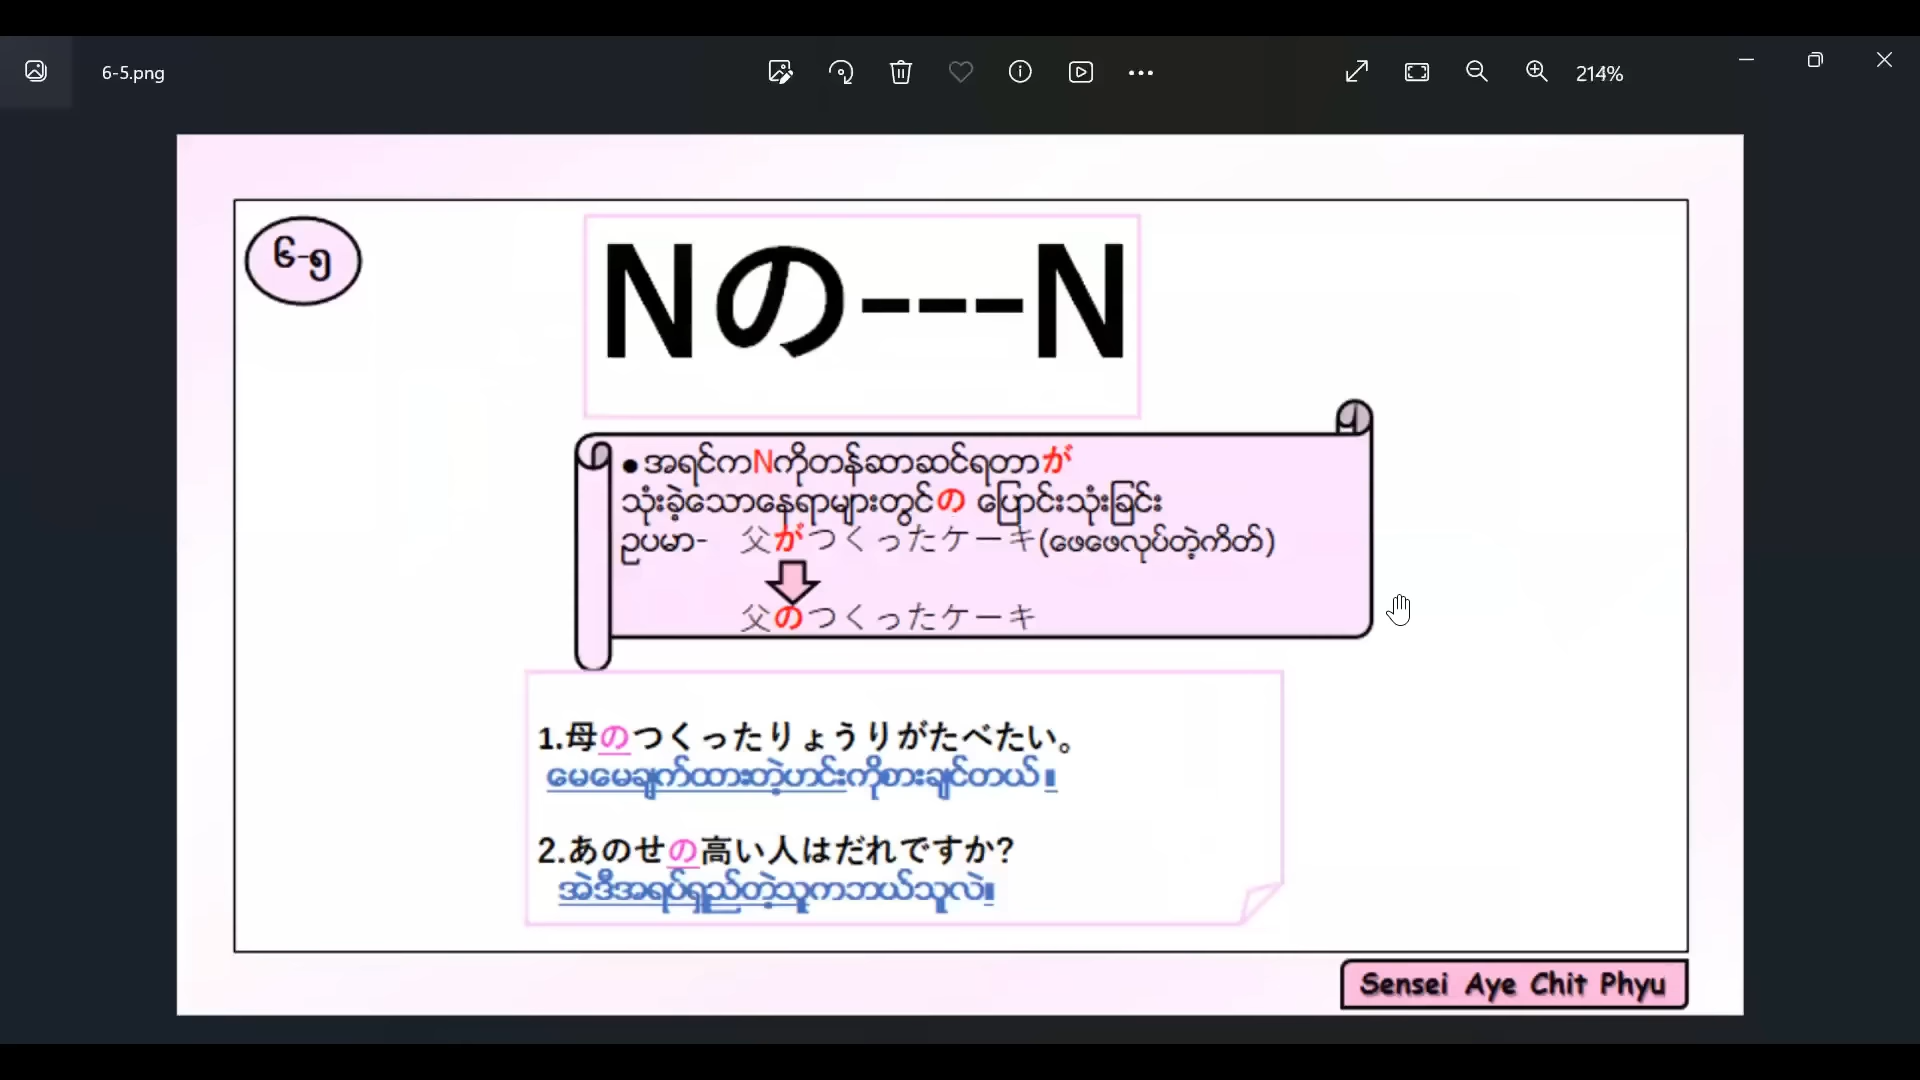 6-5.png
214%
၆-၅
Nの---N
●အရင်ကNကိုတန်ဆာဆင်ရတာが
သုံးခဲ့သောနေရာများတွင်の ပြောင်းသုံးခြင်း
ဥပမာ- 父がつくったケーキ(ဖေဖေလုပ်တဲ့ကိတ်)
父のつくったケーキ
1.母のつくったりょうりがたべたい。
မေမေချက်ထားတဲ့ဟင်းကိုစားချင်တယ်။
2.あのせの高い人はだれですか?
အဲဒီအရပ်ရှည်တဲ့သူကဘယ်သူလဲ။
Sensei Aye Chit Phyu